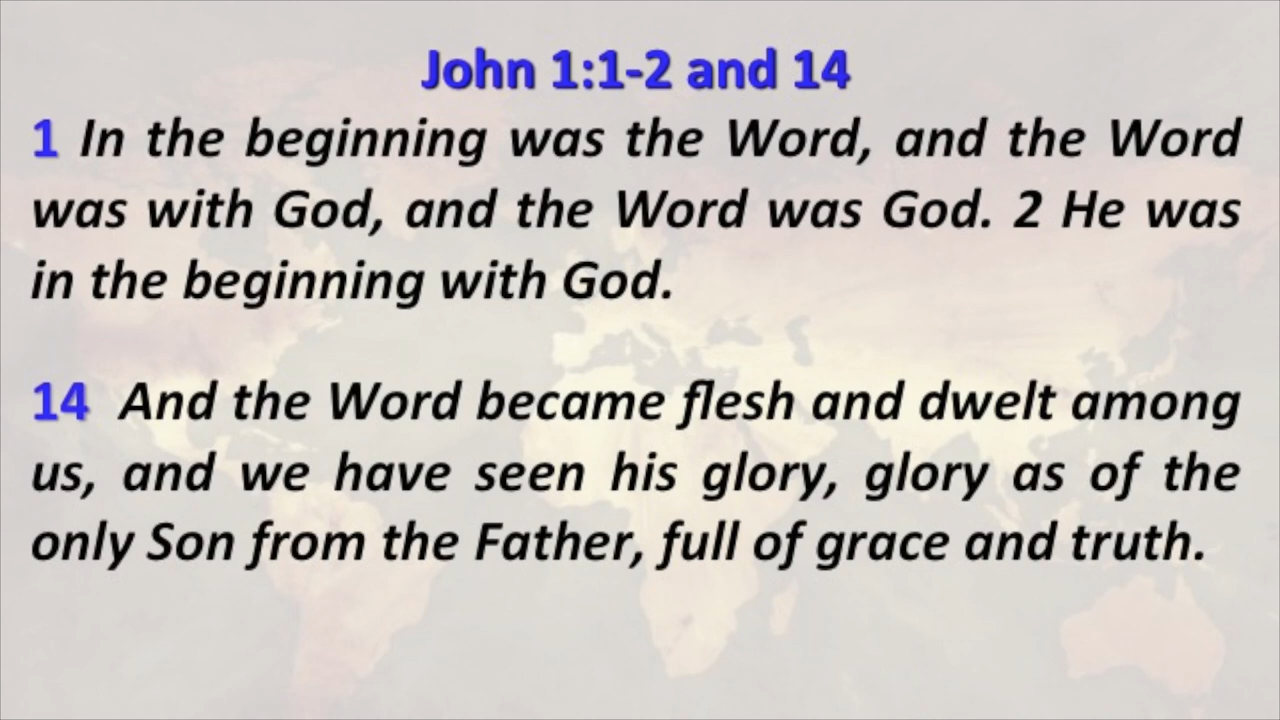 John 1:1-2 and 14
1 In the beginning was the Word, and the Word
was with God, and the Word was God. 2 He was
in the beginning with God.
14 And the Word became flesh and dwelt among
us, and we have seen his glory, glory as of the
only Son from the Father, full of grace and truth.